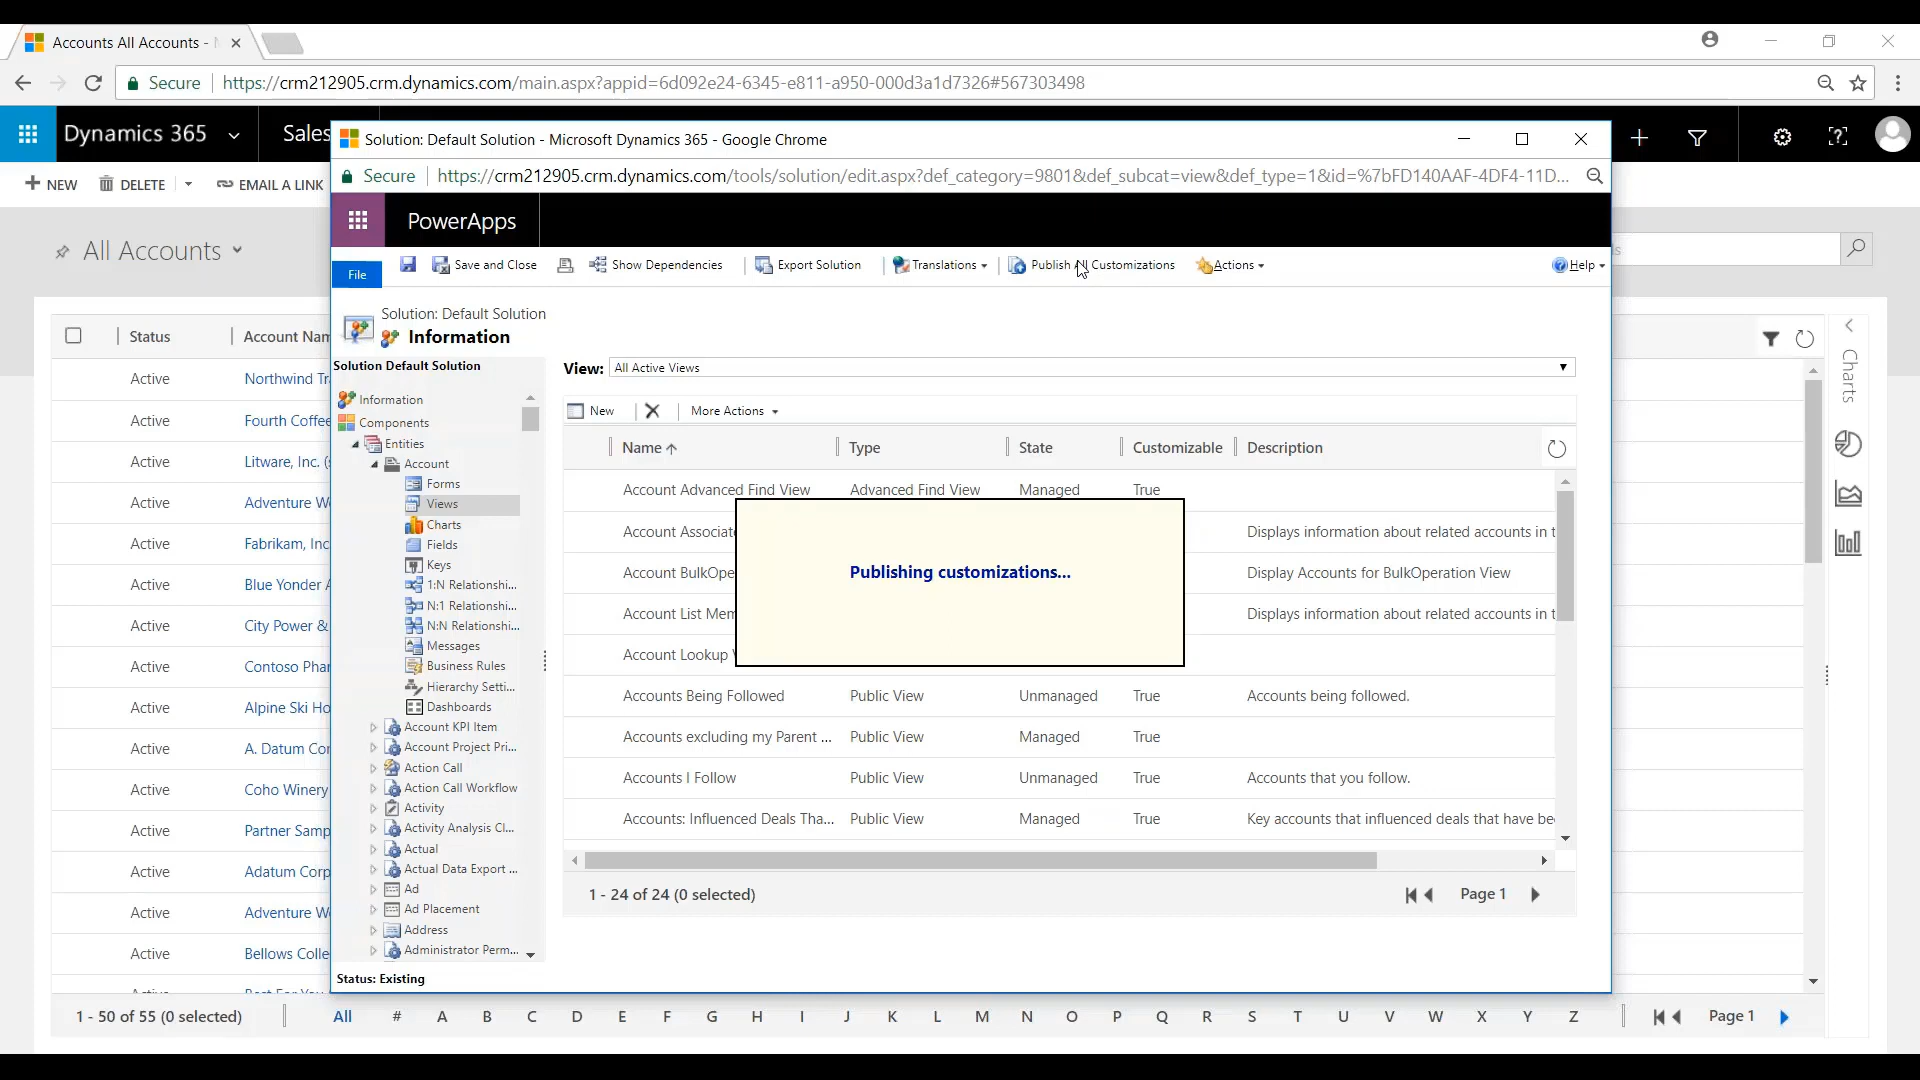 Accounts All Accounts -
Secure https://crm212905.crm.dynamics.com/main.aspx?appid=6d092e24-6345-e811-a950-000d3a1d7326#567303498
Dynamics 365
Sales
NEW
DELETE
EMAIL A LINK
All Accounts
Status
Account Nam
Active Northwind Tr
Active Fourth Coffee
Active Litware, Inc. (s
Active Adventure W
Active Fabrikam, Inc
Active Blue Yonder A
Active City Power &
Active Contoso Phar
Active Alpine Ski Ho
Active A. Datum Cor
Active Coho Winery
Active Partner Samp
Active Adatum Corp
Active Adventure W
Active Bellows Colle
1 - 50 of 55 (0 selected)
All # A B C D E F G H I J K L M N O P Q R S T U V W X Y Z
Page 1
Charts
Solution: Default Solution - Microsoft Dynamics 365 - Google Chrome
Secure https://crm212905.crm.dynamics.com/tools/solution/edit.aspx?def_category=9801&def_subcat=view&def_type=1&id=%7bFD140AAF-4DF4-11D...
PowerApps
File
Save and Close
Show Dependencies
Export Solution
Translations
Publish All Customizations
Actions
Help
Solution: Default Solution
Information
Solution Default Solution
Information
Components
Entities
Account
Forms
Views
Charts
Fields
Keys
1:N Relationshi...
N:1 Relationshi...
N:N Relationshi...
Messages
Business Rules
Hierarchy Setti...
Dashboards
Account KPI Item
Account Project Pri...
Action Call
Action Call Workflow
Activity
Activity Analysis Cl...
Actual
Actual Data Export ...
Ad
Ad Placement
Address
Administrator Perm...
Status: Existing
View: All Active Views
New
More Actions
Name Type State Customizable Description
Account Advanced Find View Advanced Find View Managed True
Account Associate Displays information about related accounts in t
Account BulkOpe Display Accounts for BulkOperation View
Account List Mem Displays information about related accounts in t
Account Lookup
Accounts Being Followed Public View Unmanaged True Accounts being followed.
Accounts excluding my Parent ... Public View Managed True
Accounts I Follow Public View Unmanaged True Accounts that you follow.
Accounts: Influenced Deals Tha... Public View Managed True Key accounts that influenced deals that have be
Publishing customizations...
1 - 24 of 24 (0 selected)
Page 1